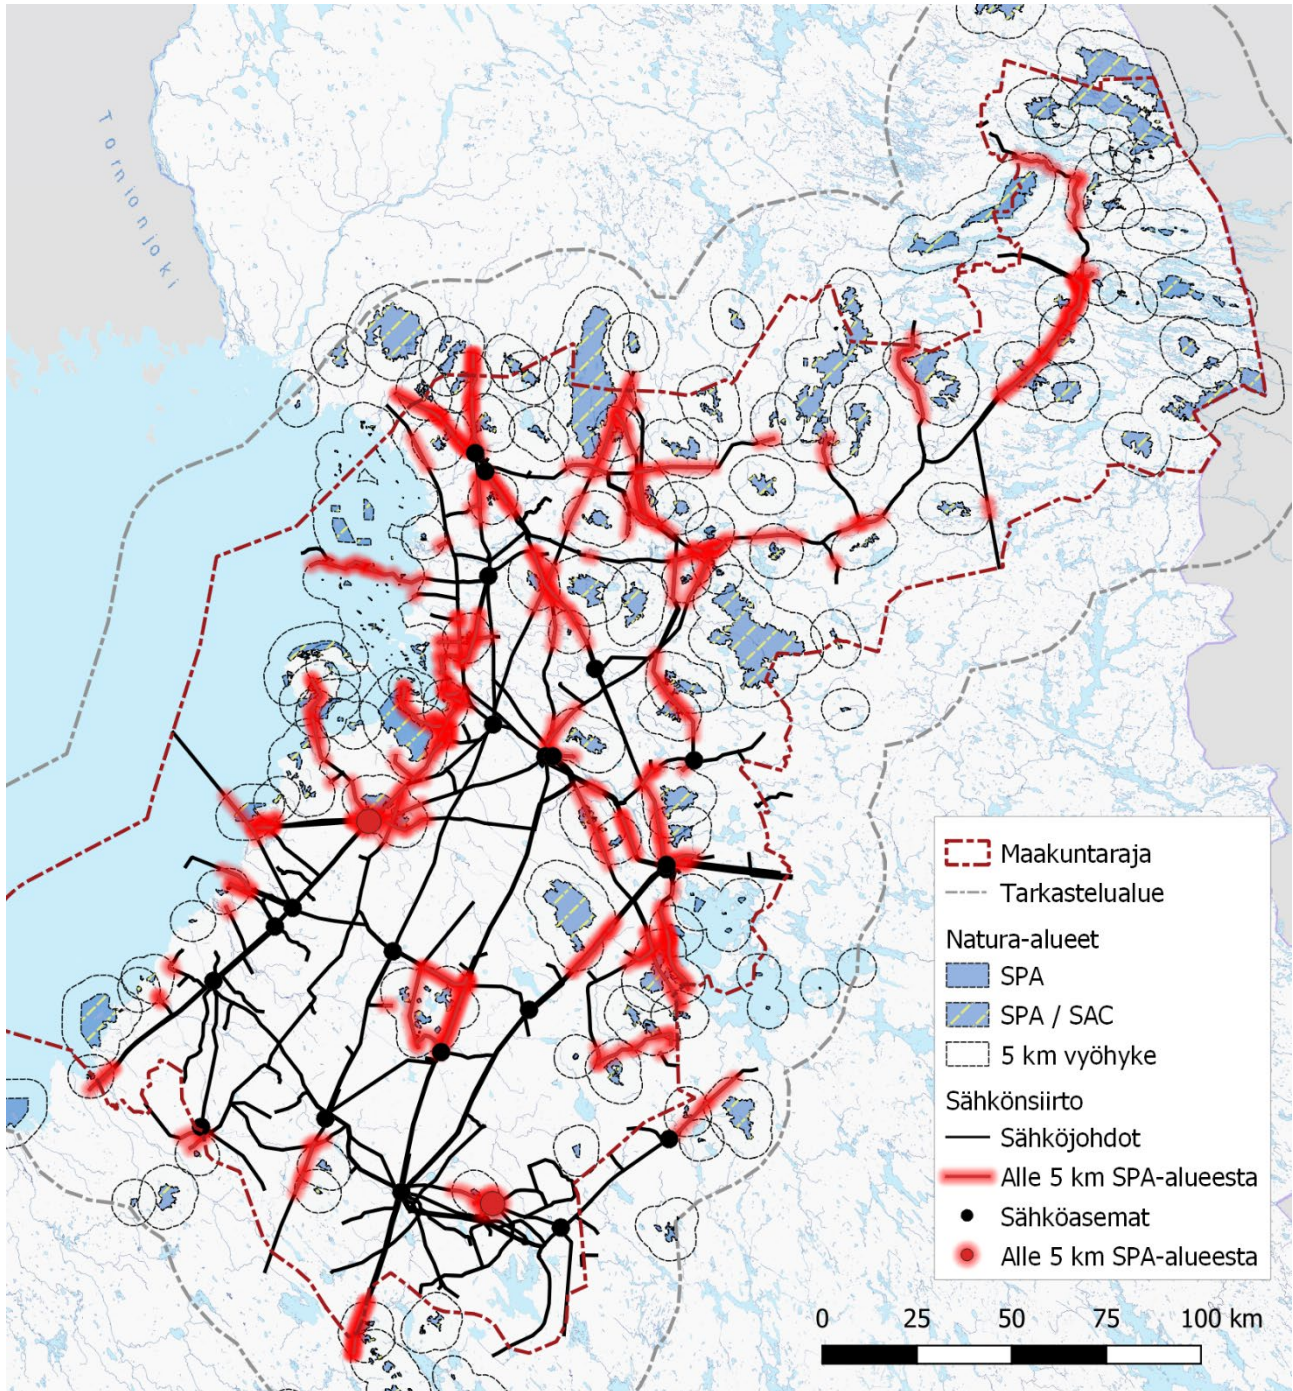 Tornionjoki
Maakuntaraja
Tarkastelualue
Natura-alueet
SPA
SPA / SAC
5 km vyöhyke
Sähkönsiirto
Sähköjohdot
Alle 5 km SPA-alueesta
Sähköasemat
Alle 5 km SPA-alueesta
0 25 50 75 100 km